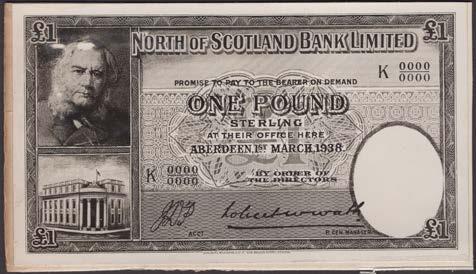 £1 NORTH OF SCOTLAND BANK LIMITED £1
PROMISE TO PAY TO THE BEARER ON DEMAND
K 0000
0000
ONE POUND
STERLING
AT THEIR OFFICE HERE
ABERDEEN, 1ST MARCH, 1938.
K 0000
0000
BY ORDER OF
THE DIRECTORS
ACCT
P. GEN. MANAGER
£1 £1